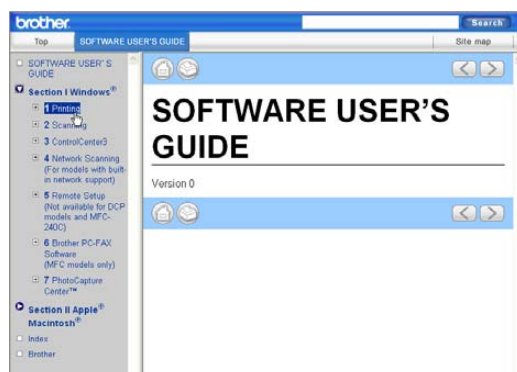 brother
Search
Top
SOFTWARE USER'S GUIDE
Site map
SOFTWARE USER'S
GUIDE
Section I Windows®
1 Printing
2 Scanning
3 ControlCenter3
4 Network Scanning
(For models with built-
in network support)
5 Remote Setup
(Not available for DCP
models and MFC-
240C)
6 Brother PC-FAX
Software
(MFC models only)
7 PhotoCapture
Center™
Section II Apple®
Macintosh®
Index
Brother
SOFTWARE USER'S
GUIDE
Version 0